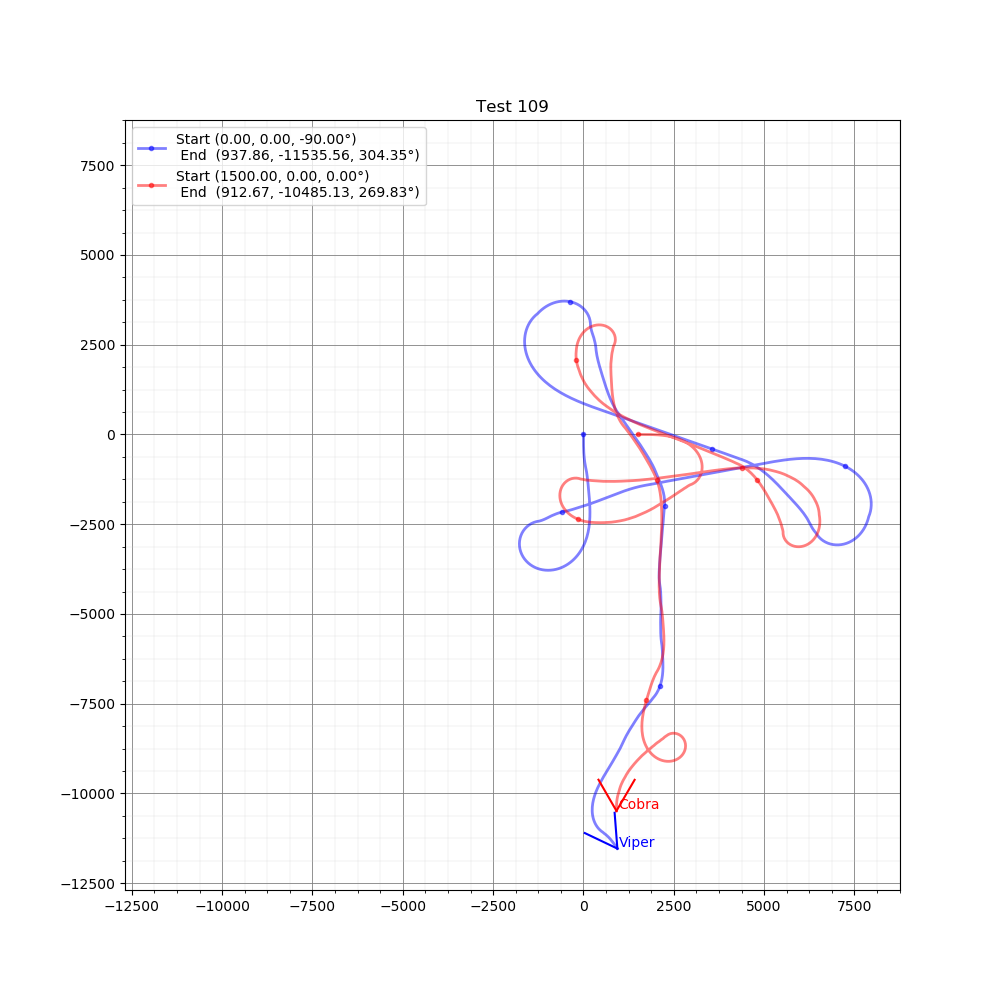 Test 109
Start (0.00, 0.00, -90.00°)
End  (937.86, -11535.56, 304.35°)
Start (1500.00, 0.00, 0.00°)
End  (912.67, -10485.13, 269.83°)
7500
5000
2500
0
−2500
−5000
−7500
−10000
−12500
Cobra
Viper
−12500 −10000 −7500 −5000 −2500 0 2500 5000 7500